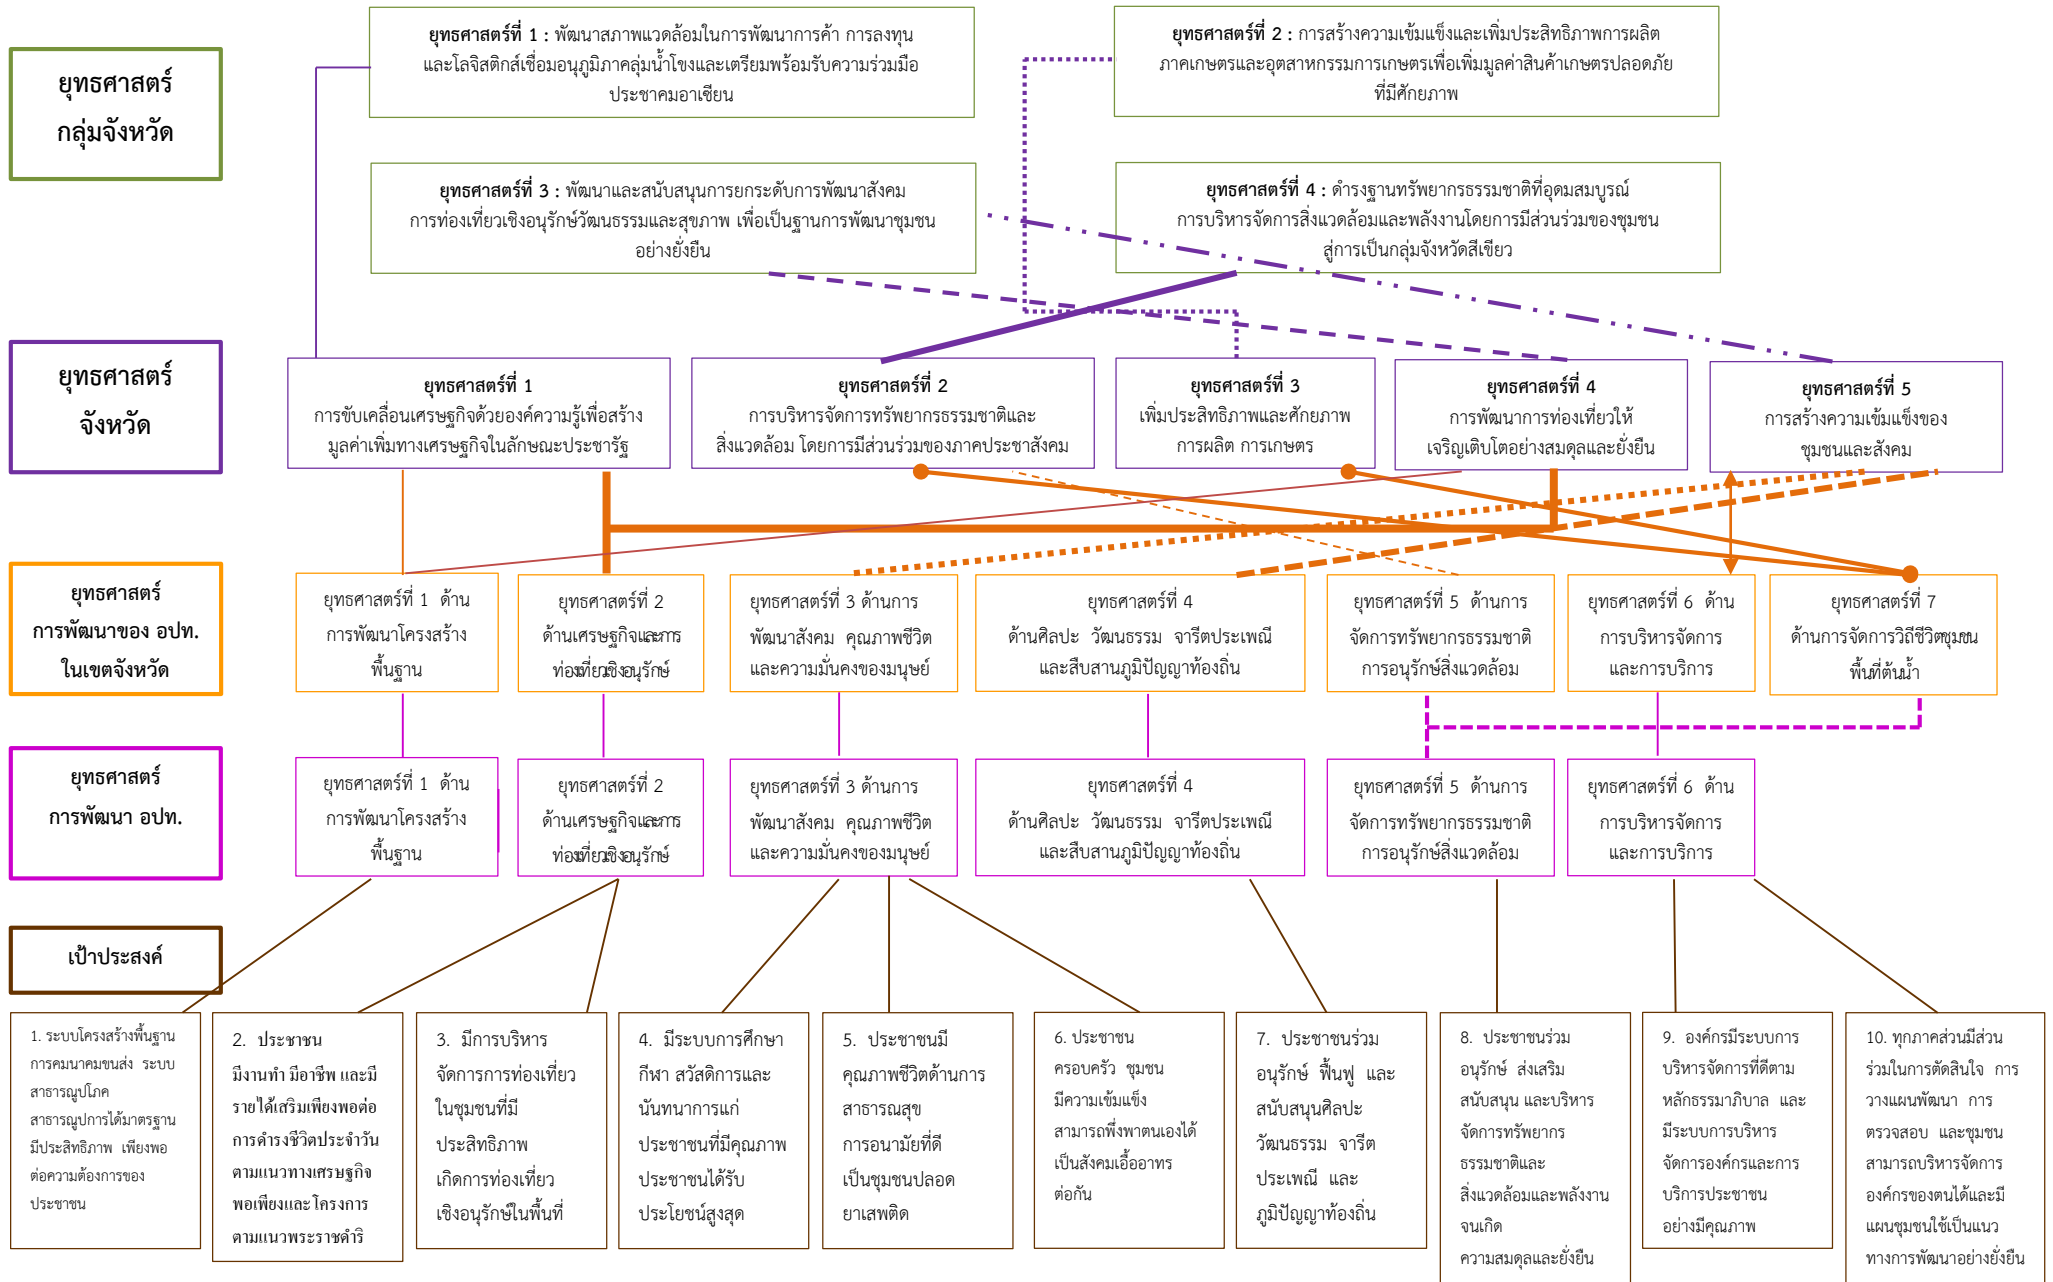 ยุทธศาสตร์
กลุ่มจังหวัด
ยุทธศาสตร์ที่ 1 : พัฒนาสภาพแวดล้อมในการพัฒนาการค้า การลงทุน
และโลจิสติกส์เชื่อมอนุภูมิภาคลุ่มน้ำโขงและเตรียมพร้อมรับความร่วมมือ
ประชาคมอาเซียน
ยุทธศาสตร์ที่ 2 : การสร้างความเข้มแข็งและเพิ่มประสิทธิภาพการผลิต
ภาคเกษตรและอุตสาหกรรมการเกษตรเพื่อเพิ่มมูลค่าสินค้าเกษตรปลอดภัย
ที่มีศักยภาพ
ยุทธศาสตร์ที่ 3 : พัฒนาและสนับสนุนการยกระดับการพัฒนาสังคม
การท่องเที่ยวเชิงอนุรักษ์วัฒนธรรมและสุขภาพ เพื่อเป็นฐานการพัฒนาชุมชน
อย่างยั่งยืน
ยุทธศาสตร์ที่ 4 : ดำรงฐานทรัพยากรธรรมชาติที่อุดมสมบูรณ์
การบริหารจัดการสิ่งแวดล้อมและพลังงานโดยการมีส่วนร่วมของชุมชน
สู่การเป็นกลุ่มจังหวัดสีเขียว
ยุทธศาสตร์
จังหวัด
ยุทธศาสตร์ที่ 1
การขับเคลื่อนเศรษฐกิจด้วยองค์ความรู้เพื่อสร้าง
มูลค่าเพิ่มทางเศรษฐกิจในลักษณะประชารัฐ
ยุทธศาสตร์ที่ 2
การบริหารจัดการทรัพยากรธรรมชาติและ
สิ่งแวดล้อม โดยการมีส่วนร่วมของภาคประชาสังคม
ยุทธศาสตร์ที่ 3
เพิ่มประสิทธิภาพและศักยภาพ
การผลิต การเกษตร
ยุทธศาสตร์ที่ 4
การพัฒนาการท่องเที่ยวให้
เจริญเติบโตอย่างสมดุลและยั่งยืน
ยุทธศาสตร์ที่ 5
การสร้างความเข้มแข็งของ
ชุมชนและสังคม
ยุทธศาสตร์
การพัฒนาของ อปท.
ในเขตจังหวัด
ยุทธศาสตร์ที่ 1 ด้าน
การพัฒนาโครงสร้าง
พื้นฐาน
ยุทธศาสตร์ที่ 2
ด้านเศรษฐกิจและการ
ท่องเที่ยวเชิงอนุรักษ์
ยุทธศาสตร์ที่ 3 ด้านการ
พัฒนาสังคม คุณภาพชีวิต
และความมั่นคงของมนุษย์
ยุทธศาสตร์ที่ 4
ด้านศิลปะ วัฒนธรรม จารีตประเพณี
และสืบสานภูมิปัญญาท้องถิ่น
ยุทธศาสตร์ที่ 5 ด้านการ
จัดการทรัพยากรธรรมชาติ
การอนุรักษ์สิ่งแวดล้อม
ยุทธศาสตร์ที่ 6 ด้าน
การบริหารจัดการ
และการบริการ
ยุทธศาสตร์ที่ 7
ด้านการจัดการวิถีชีวิตชุมชน
พื้นที่ต้นน้ำ
ยุทธศาสตร์
การพัฒนา อปท.
ยุทธศาสตร์ที่ 1 ด้าน
การพัฒนาโครงสร้าง
พื้นฐาน
ยุทธศาสตร์ที่ 2
ด้านเศรษฐกิจและการ
ท่องเที่ยวเชิงอนุรักษ์
ยุทธศาสตร์ที่ 3 ด้านการ
พัฒนาสังคม คุณภาพชีวิต
และความมั่นคงของมนุษย์
ยุทธศาสตร์ที่ 4
ด้านศิลปะ วัฒนธรรม จารีตประเพณี
และสืบสานภูมิปัญญาท้องถิ่น
ยุทธศาสตร์ที่ 5 ด้านการ
จัดการทรัพยากรธรรมชาติ
การอนุรักษ์สิ่งแวดล้อม
ยุทธศาสตร์ที่ 6 ด้าน
การบริหารจัดการ
และการบริการ
เป้าประสงค์
1. ระบบโครงสร้างพื้นฐาน
การคมนาคมขนส่ง ระบบ
สาธารณูปโภค
สาธารณูปการได้มาตรฐาน
มีประสิทธิภาพ เพียงพอ
ต่อความต้องการของ
ประชาชน
2. ประชาชน
มีงานทำ มีอาชีพ และมี
รายได้เสริมเพียงพอต่อ
การดำรงชีวิตประจำวัน
ตามแนวทางเศรษฐกิจ
พอเพียงและโครงการ
ตามแนวพระราชดำริ
3. มีการบริหาร
จัดการการท่องเที่ยว
ในชุมชนที่มี
ประสิทธิภาพ
เกิดการท่องเที่ยว
เชิงอนุรักษ์ในพื้นที่
4. มีระบบการศึกษา
กีฬา สวัสดิการและ
นันทนาการแก่
ประชาชนที่มีคุณภาพ
ประชาชนได้รับ
ประโยชน์สูงสุด
5. ประชาชนมี
คุณภาพชีวิตด้านการ
สาธารณสุข
การอนามัยที่ดี
เป็นชุมชนปลอด
ยาเสพติด
6. ประชาชน
ครอบครัว ชุมชน
มีความเข้มแข็ง
สามารถพึ่งพาตนเองได้
เป็นสังคมเอื้ออาทร
ต่อกัน
7. ประชาชนร่วม
อนุรักษ์ ฟื้นฟู และ
สนับสนุนศิลปะ
วัฒนธรรม จารีต
ประเพณี และ
ภูมิปัญญาท้องถิ่น
8. ประชาชนร่วม
อนุรักษ์ ส่งเสริม
สนับสนุน และบริหาร
จัดการทรัพยากร
ธรรมชาติและ
สิ่งแวดล้อมและพลังงาน
จนเกิด
ความสมดุลและยั่งยืน
9. องค์กรมีระบบการ
บริหารจัดการที่ดีตาม
หลักธรรมาภิบาล และ
มีระบบการบริหาร
จัดการองค์กรและการ
บริการประชาชน
อย่างมีคุณภาพ
10. ทุกภาคส่วนมีส่วน
ร่วมในการตัดสินใจ การ
วางแผนพัฒนา การ
ตรวจสอบ และชุมชน
สามารถบริหารจัดการ
องค์กรของตนได้และมี
แผนชุมชนใช้เป็นแนว
ทางการพัฒนาอย่างยั่งยืน